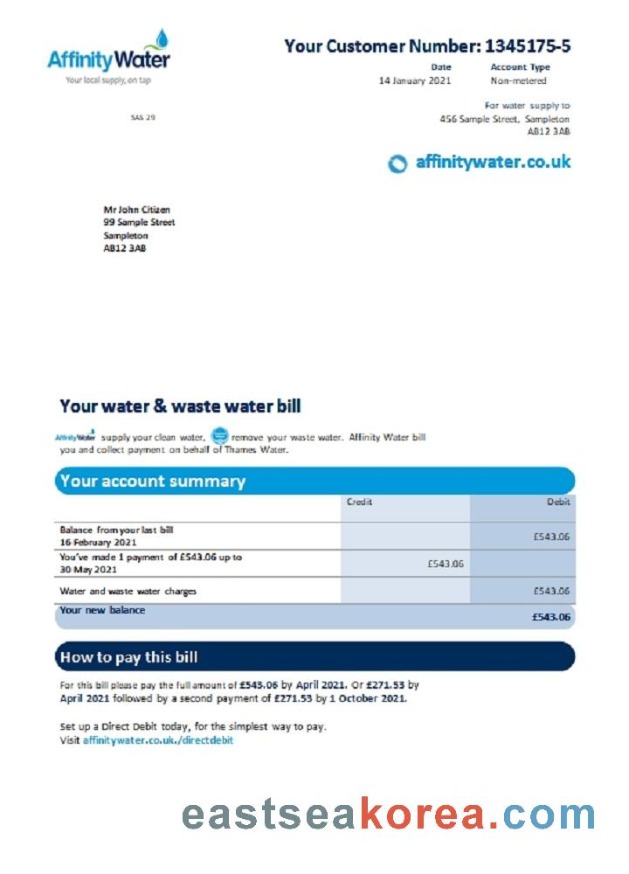 AffinityWater
Your local supply, on tap
Your Customer Number: 1345175-5
Date Account Type
14 January 2021 Non-metered
SAS 29
For water supply to
456 Sample Street, Sampleton
AB12 3AB
affinitywater.co.uk
Mr John Citizen
99 Sample Street
Sampleton
AB12 3AB
Your water & waste water bill
AffinityWater supply your clean water, remove your waste water. Affinity Water bill
you and collect payment on behalf of Thames Water.
Your account summary
Credit Debit
Balance from your last bill
16 February 2021 £543.06
You've made 1 payment of £543.06 up to
30 May 2021 £543.06
Water and waste water charges £543.06
Your new balance £543.06
How to pay this bill
For this bill please pay the full amount of £543.06 by April 2021. Or £271.53 by
April 2021 followed by a second payment of £271.53 by 1 October 2021.
Set up a Direct Debit today, for the simplest way to pay.
Visit affinitywater.co.uk./directdebit
eastseakorea.com